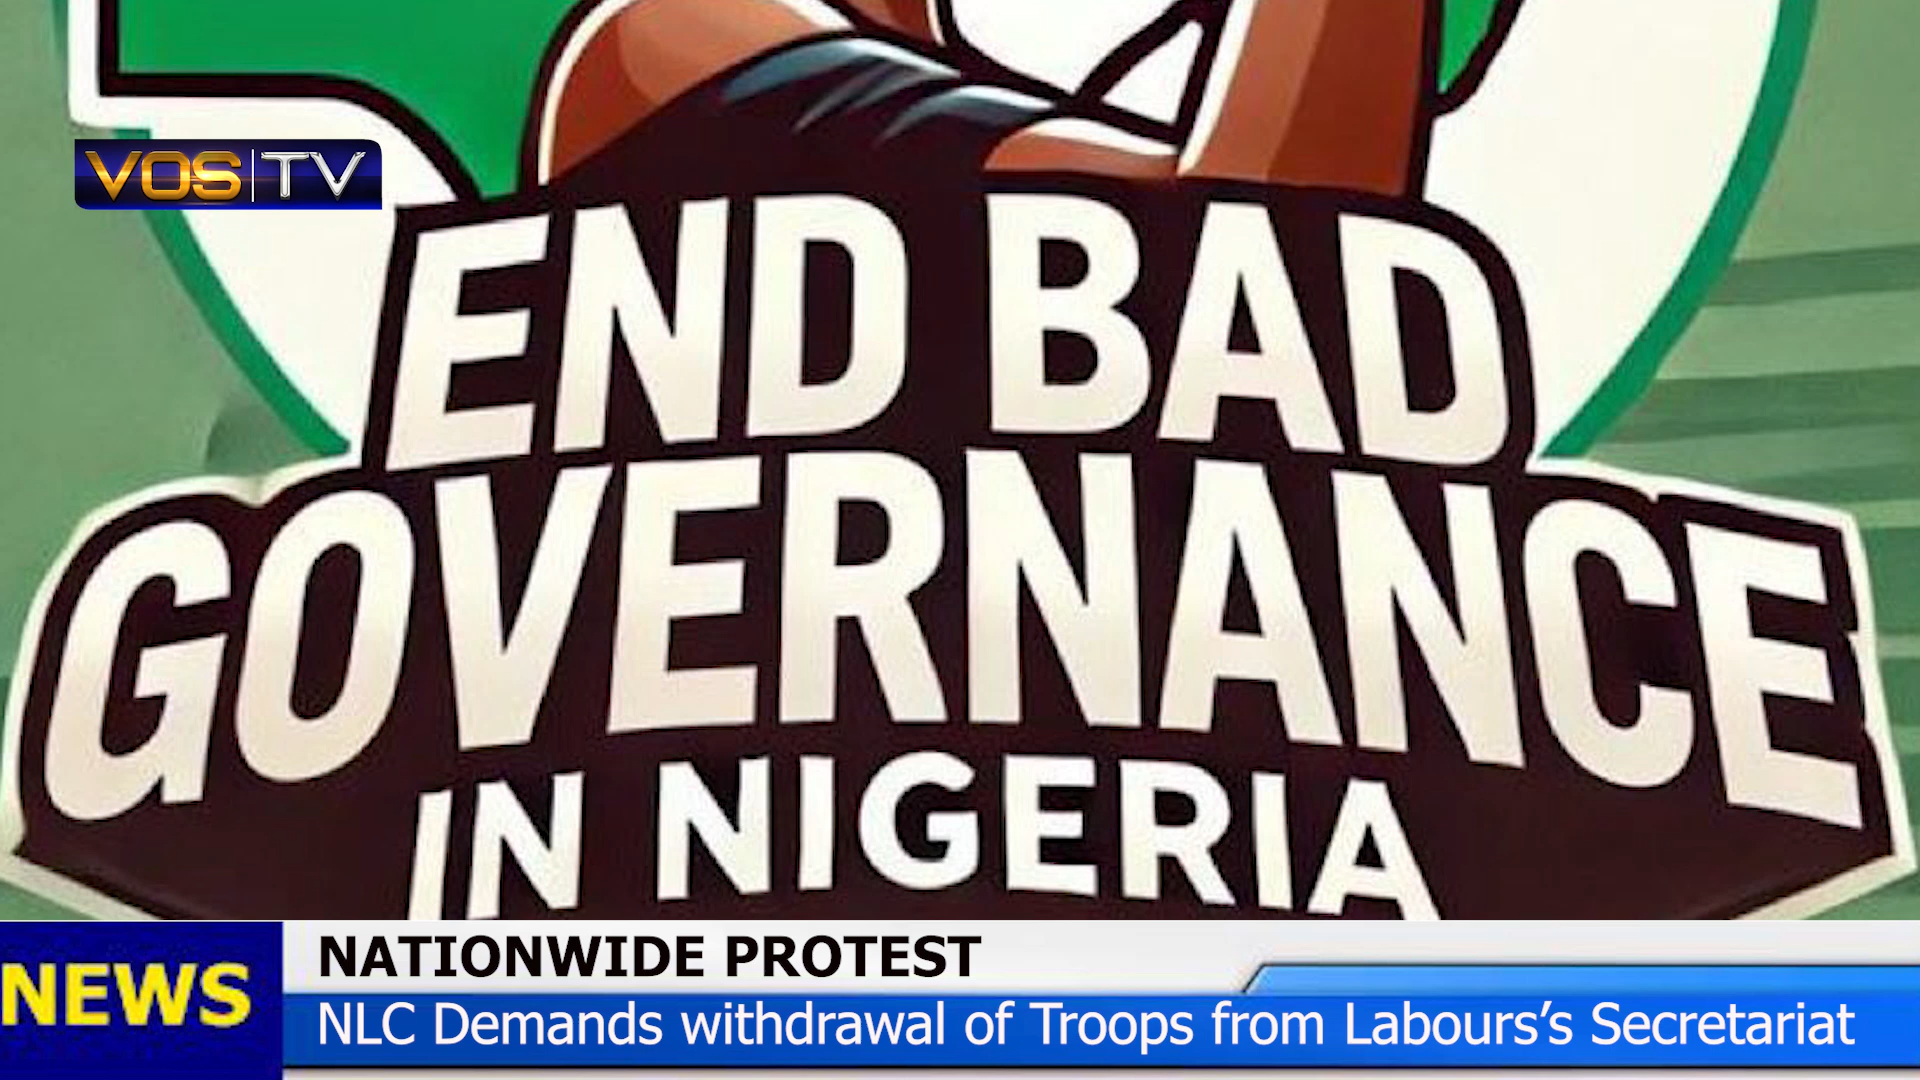 VOS TV
END BAD
GOVERNANCE
IN NIGERIA
NEWS
NATIONWIDE PROTEST
NLC Demands withdrawal of Troops from Labours’s Secretariat